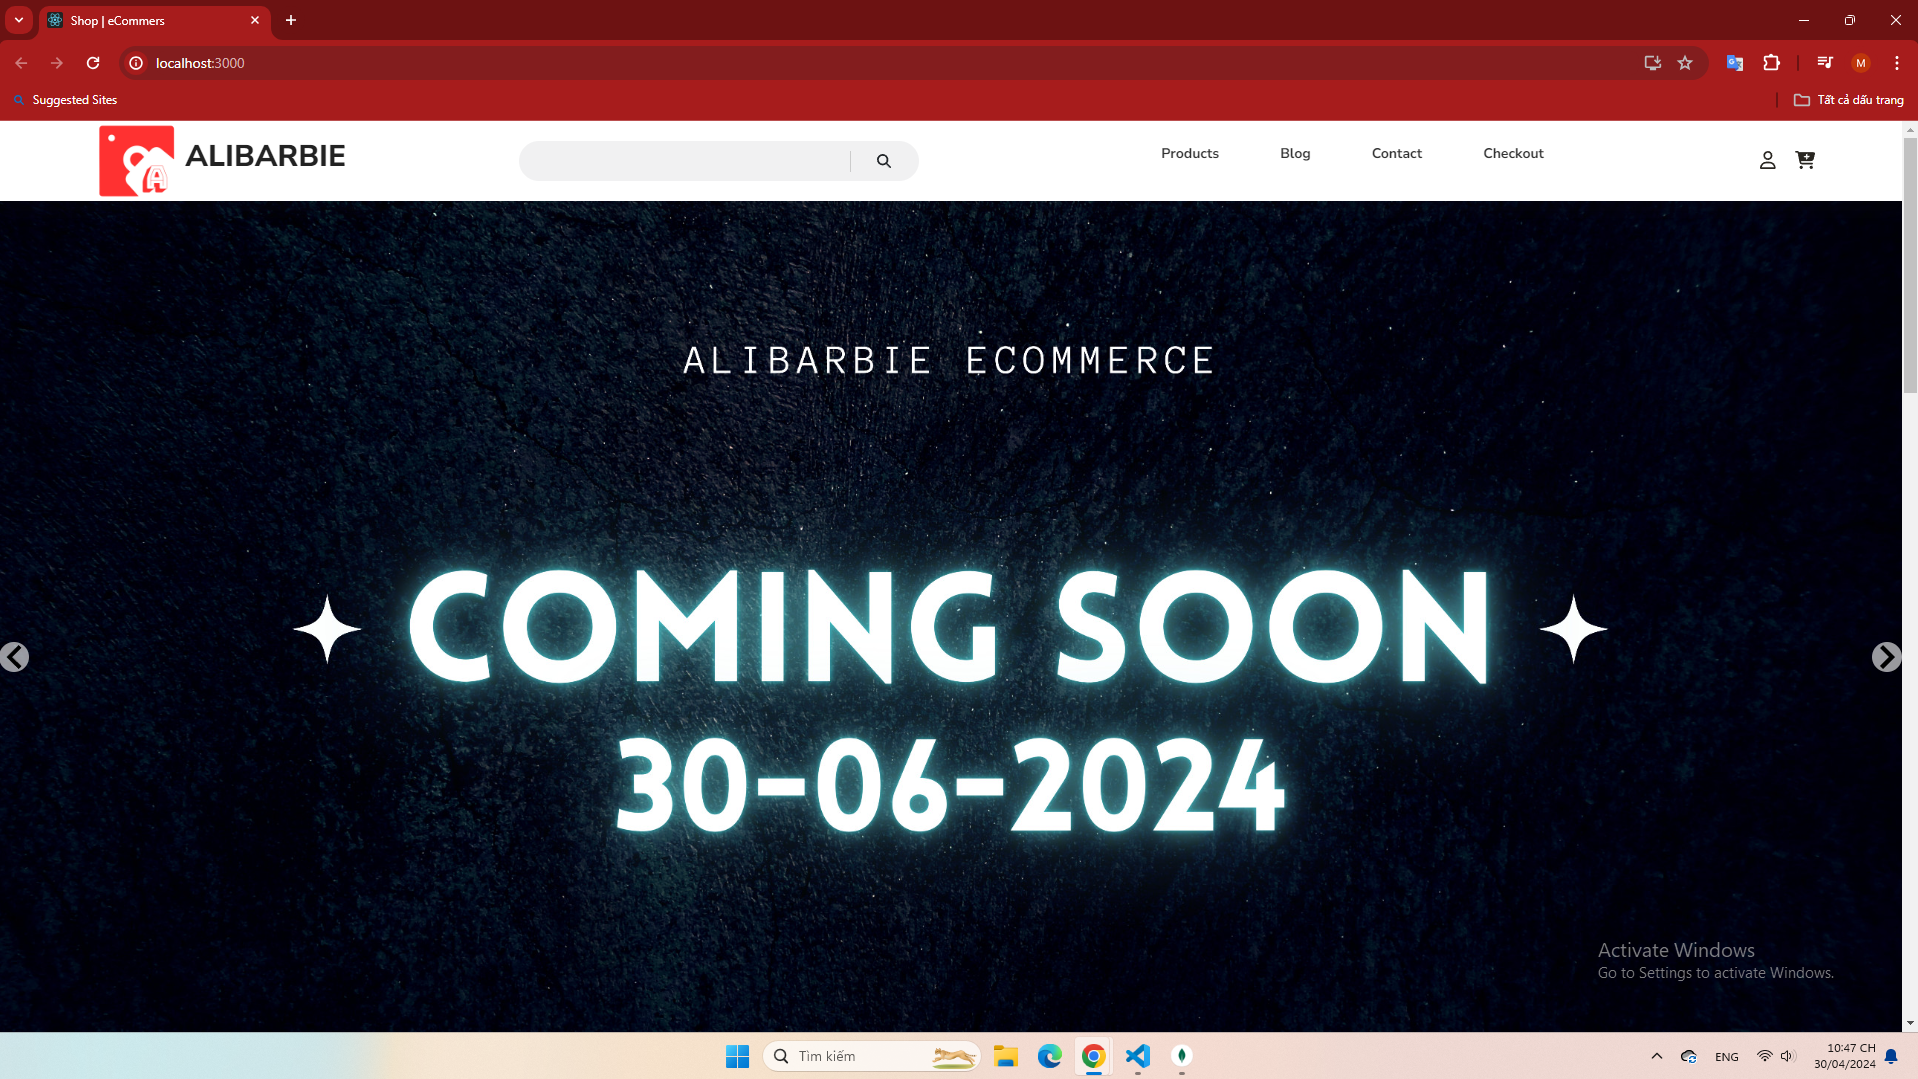 Shop | eCommers
localhost:3000
M
Suggested Sites
Tất cả dấu trang
A
ALIBARBIE
Products
Blog
Contact
Checkout
ALIBARBIE ECOMMERCE
COMING SOON
30-06-2024
Activate Windows
Go to Settings to activate Windows.
Tìm kiếm
ENG
10:47 CH
30/04/2024